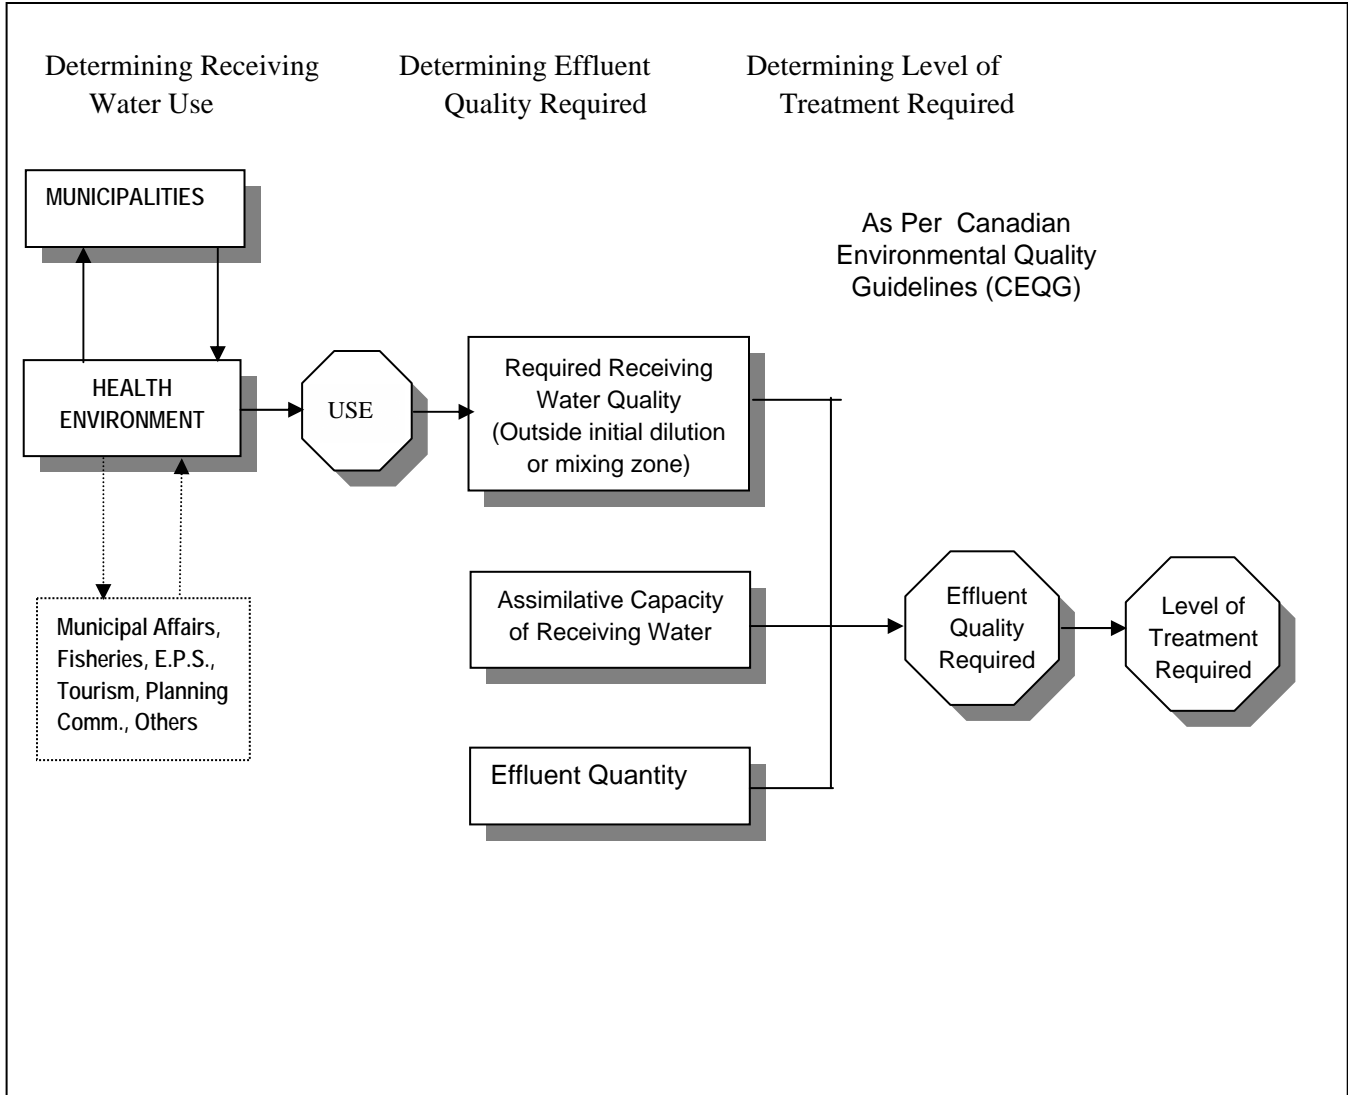 Determining Receiving
Water Use
Determining Effluent
Quality Required
Determining Level of
Treatment Required
MUNICIPALITIES
As Per Canadian
Environmental Quality
Guidelines (CEQG)
HEALTH
ENVIRONMENT
USE
Required Receiving
Water Quality
(Outside initial dilution
or mixing zone)
Municipal Affairs,
Fisheries, E.P.S.,
Tourism, Planning
Comm., Others
Assimilative Capacity
of Receiving Water
Effluent Quantity
Effluent
Quality
Required
Level of
Treatment
Required